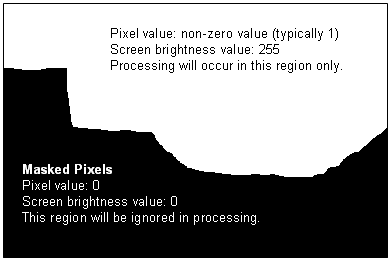 Pixel value: non-zero value (typically 1)
Screen brightness value: 255
Processing will occur in this region only.
Masked Pixels
Pixel value: 0
Screen brightness value: 0
This region will be ignored in processing.